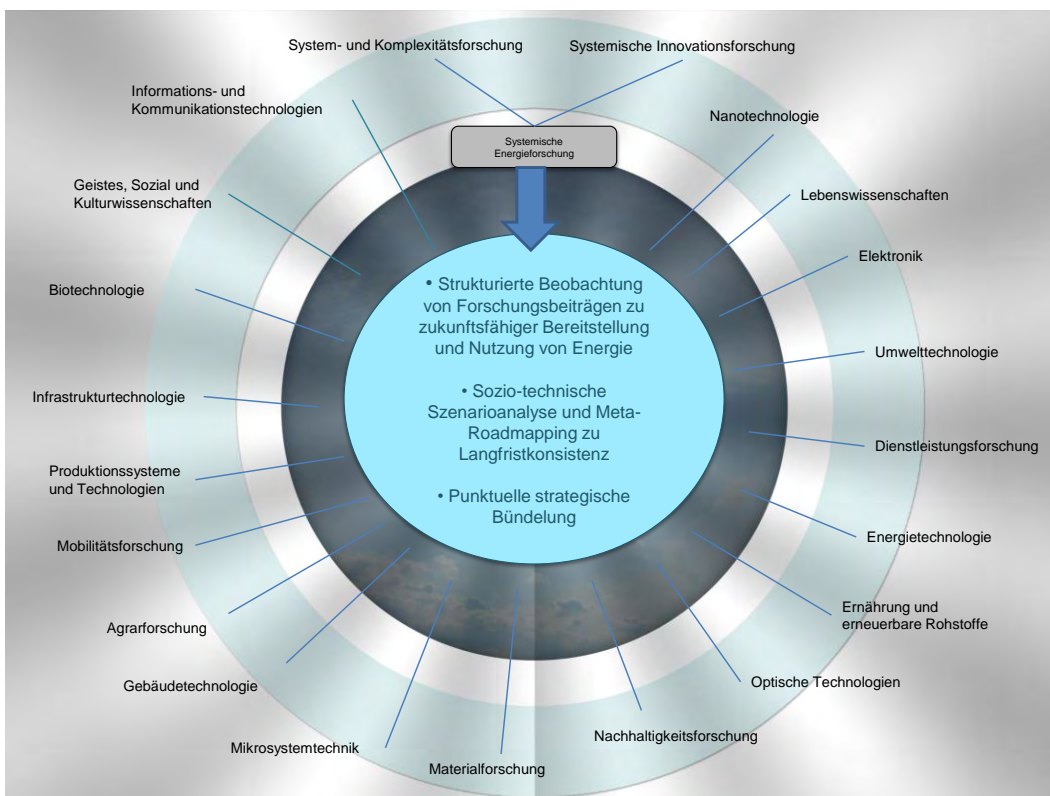 System- und Komplexitätsforschung
Systemische Innovationsforschung
Informations- und
Kommunikationstechnologien
Nanotechnologie
Systemische
Energieforschung
Geistes, Sozial und
Kulturwissenschaften
Lebenswissenschaften
Elektronik
Biotechnologie
• Strukturierte Beobachtung
von Forschungsbeiträgen zu
zukunftsfähiger Bereitstellung
und Nutzung von Energie
Umwelttechnologie
Infrastrukturtechnologie
• Sozio-technische
Szenarioanalyse und Meta-
Roadmapping zu
Langfristkonsistenz
Dienstleistungsforschung
Produktionssysteme
und Technologien
• Punktuelle strategische
Bündelung
Mobilitätsforschung
Energietechnologie
Ernährung und
erneuerbare Rohstoffe
Agrarforschung
Gebäudetechnologie
Optische Technologien
Nachhaltigkeitsforschung
Mikrosystemtechnik
Materialforschung